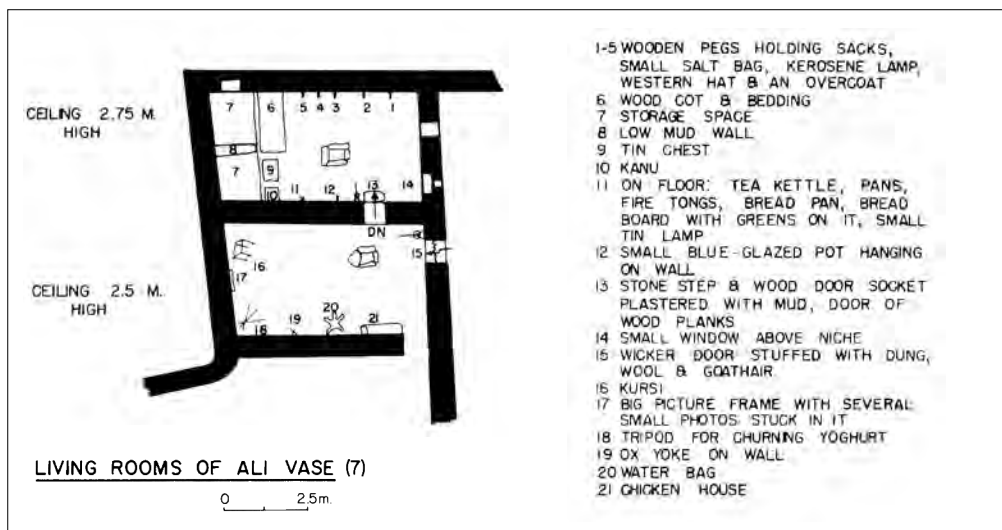 CEILING 2.75 M.
HIGH
7
6
5
4
3
2
1
8
7
9
10
11
12
13
14
DN
15
16
17
18
19
20
21
CEILING 2.5 M.
HIGH
LIVING ROOMS OF ALI VASE (7)
0 2.5m.
1-5 WOODEN PEGS HOLDING SACKS,
SMALL SALT BAG, KEROSENE LAMP,
WESTERN HAT & AN OVERCOAT
6 WOOD COT & BEDDING
7 STORAGE SPACE
8 LOW MUD WALL
9 TIN CHEST
10 KANU
11 ON FLOOR: TEA KETTLE, PANS,
FIRE TONGS, BREAD PAN, BREAD
BOARD WITH GREENS ON IT, SMALL
TIN LAMP
12 SMALL BLUE-GLAZED POT HANGING
ON WALL
13 STONE STEP & WOOD DOOR SOCKET
PLASTERED WITH MUD, DOOR OF
WOOD PLANKS
14 SMALL WINDOW ABOVE NICHE
15 WICKER DOOR STUFFED WITH DUNG,
WOOL & GOATHAIR
16 KURSI
17 BIG PICTURE FRAME WITH SEVERAL
SMALL PHOTOS STUCK IN IT
18 TRIPOD FOR CHURNING YOGHURT
19 OX YOKE ON WALL
20 WATER BAG
21 CHICKEN HOUSE